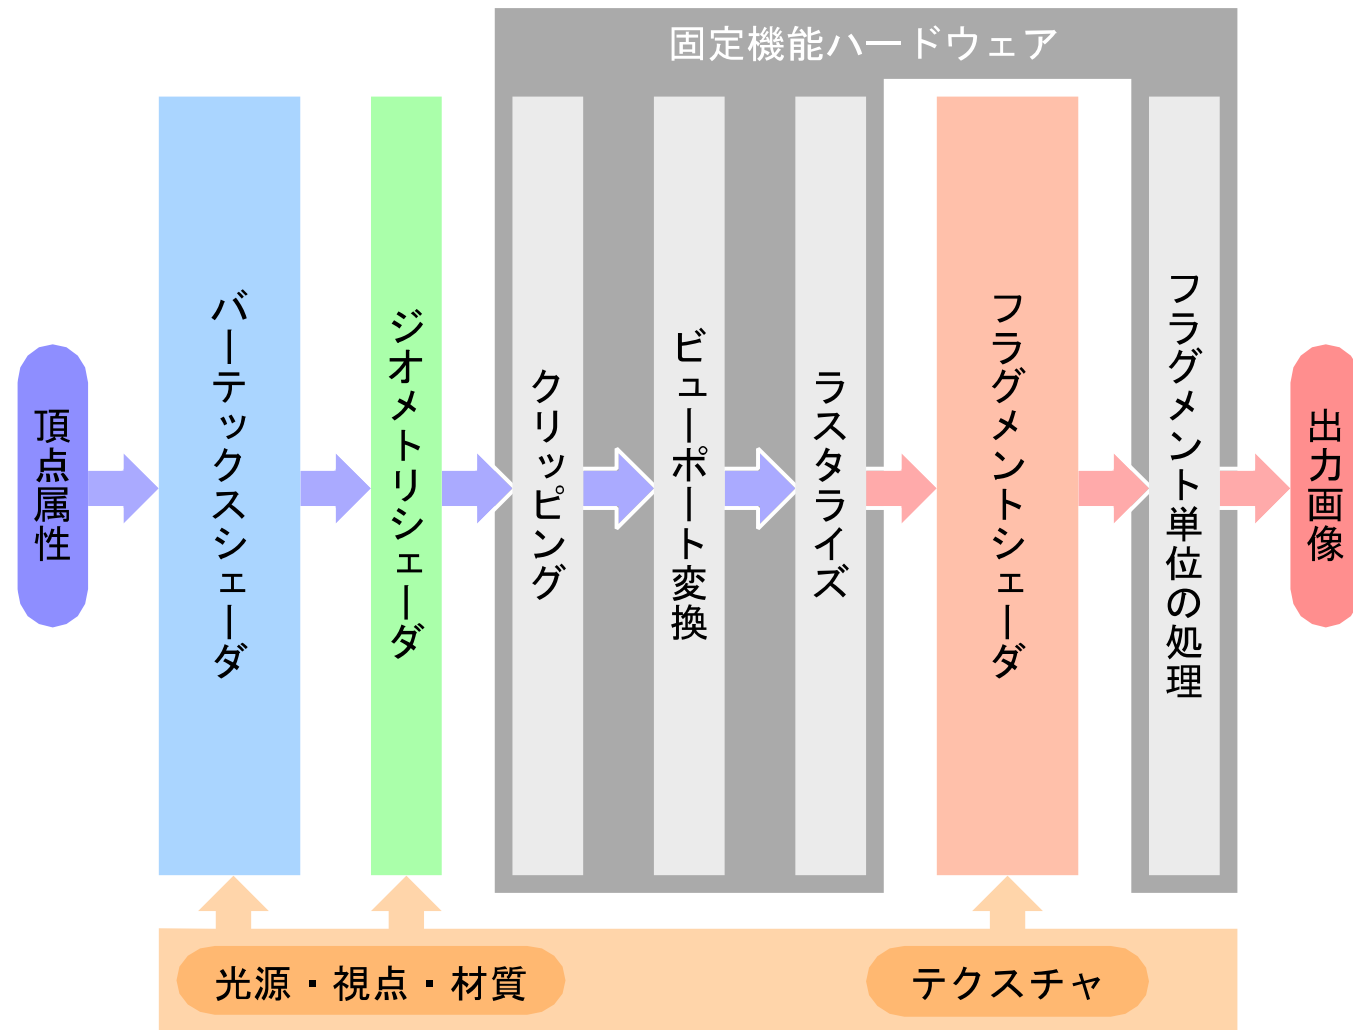 固定機能ハードウェア
頂点属性
バーテックスシェーダ
ジオメトリシェーダ
クリッピング
ビューポート変換
ラスタライズ
フラグメントシェーダ
フラグメント単位の処理
出力画像
光源・視点・材質
テクスチャ